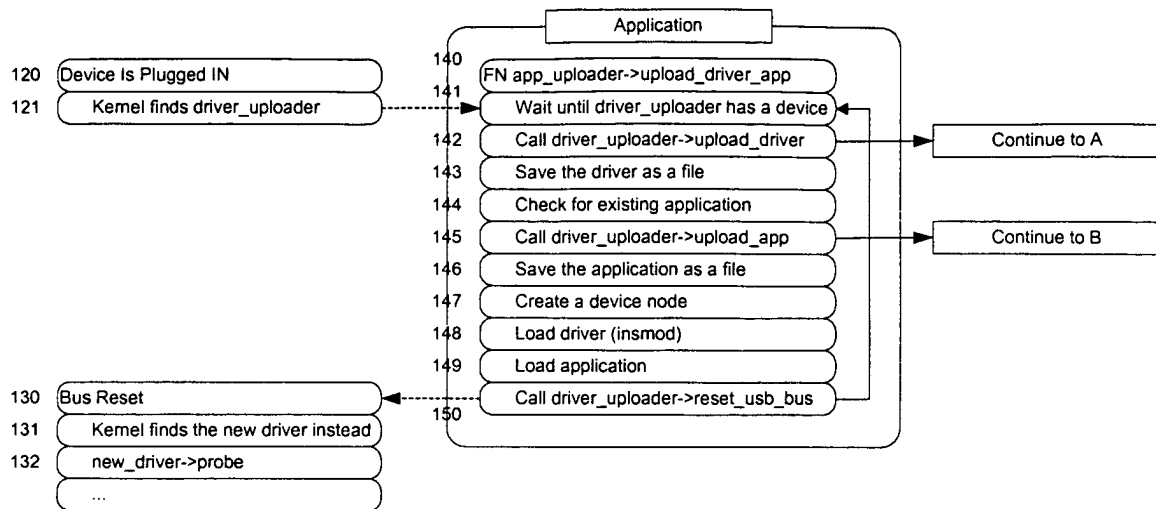 Application
120 Device Is Plugged IN
121 Kernel finds driver_uploader
140 FN app_uploader->upload_driver_app
141 Wait until driver_uploader has a device
142 Call driver_uploader->upload_driver
Continue to A
143 Save the driver as a file
144 Check for existing application
145 Call driver_uploader->upload_app
Continue to B
146 Save the application as a file
147 Create a device node
148 Load driver (insmod)
149 Load application
150 Call driver_uploader->reset_usb_bus
130 Bus Reset
131 Kernel finds the new driver instead
132 new_driver->probe
...